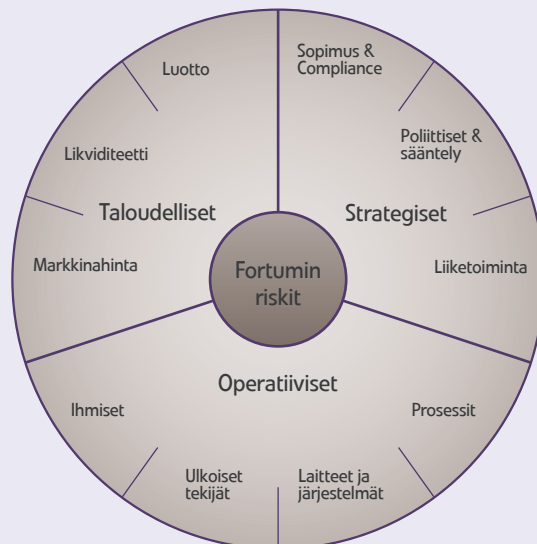 Luotto
Sopimus &
Compliance
Likviditeetti
Poliittiset &
sääntely
Taloudelliset
Strategiset
Markkinahinta
Fortumin
riskit
Liiketoiminta
Operatiiviset
Ihmiset
Prosessit
Ulkoiset
tekijät
Laitteet ja
järjestelmät